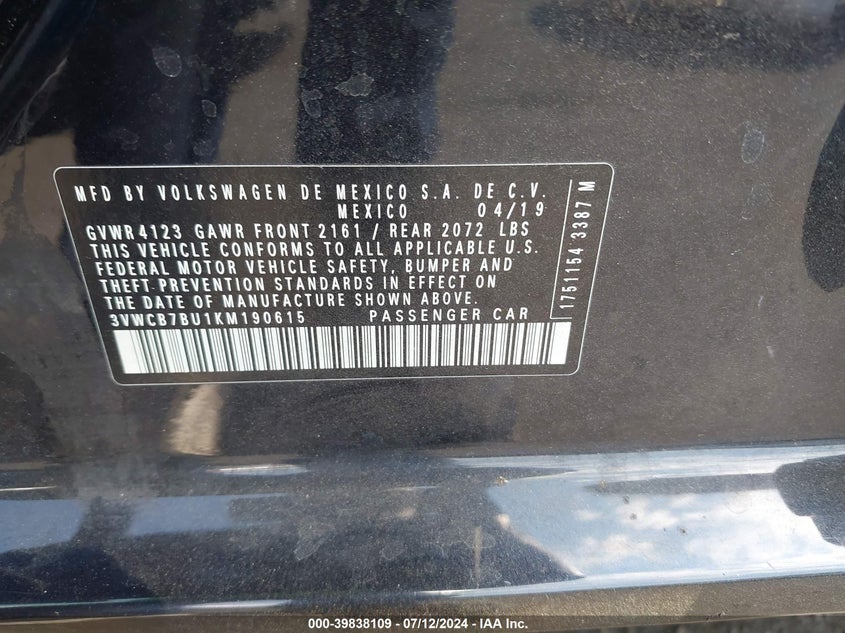 MFD BY VOLKSWAGEN DE MEXICO S.A. DE C.V.
MEXICO 04/19
GVWR 4123 GAWR FRONT 2161 / REAR 2072 LBS
THIS VEHICLE CONFORMS TO ALL APPLICABLE U.S.
FEDERAL MOTOR VEHICLE SAFETY, BUMPER AND
THEFT-PREVENTION STANDARDS IN EFFECT ON
THE DATE OF MANUFACTURE SHOWN ABOVE.
3VWCB7BU1KM190615 PASSENGER CAR
1751154 3387 M
000-39838109 - 07/12/2024 - IAA Inc.